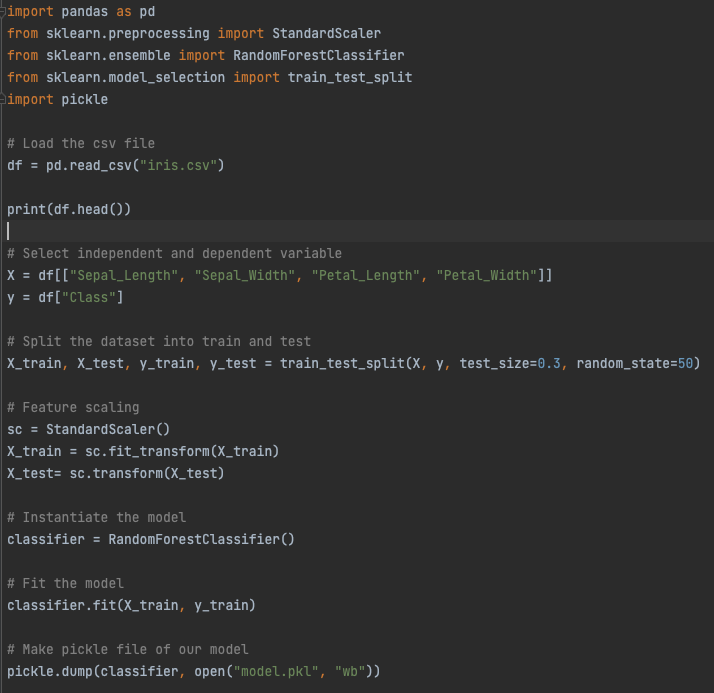 import pandas as pd
from sklearn.preprocessing import StandardScaler
from sklearn.ensemble import RandomForestClassifier
from sklearn.model_selection import train_test_split
import pickle
# Load the csv file
df = pd.read_csv("iris.csv")
print(df.head())
# Select independent and dependent variable
X = df[["Sepal_Length", "Sepal_Width", "Petal_Length", "Petal_Width"]]
y = df["Class"]
# Split the dataset into train and test
X_train, X_test, y_train, y_test = train_test_split(X, y, test_size=0.3, random_state=50)
# Feature scaling
sc = StandardScaler()
X_train = sc.fit_transform(X_train)
X_test= sc.transform(X_test)
# Instantiate the model
classifier = RandomForestClassifier()
# Fit the model
classifier.fit(X_train, y_train)
# Make pickle file of our model
pickle.dump(classifier, open("model.pkl", "wb"))